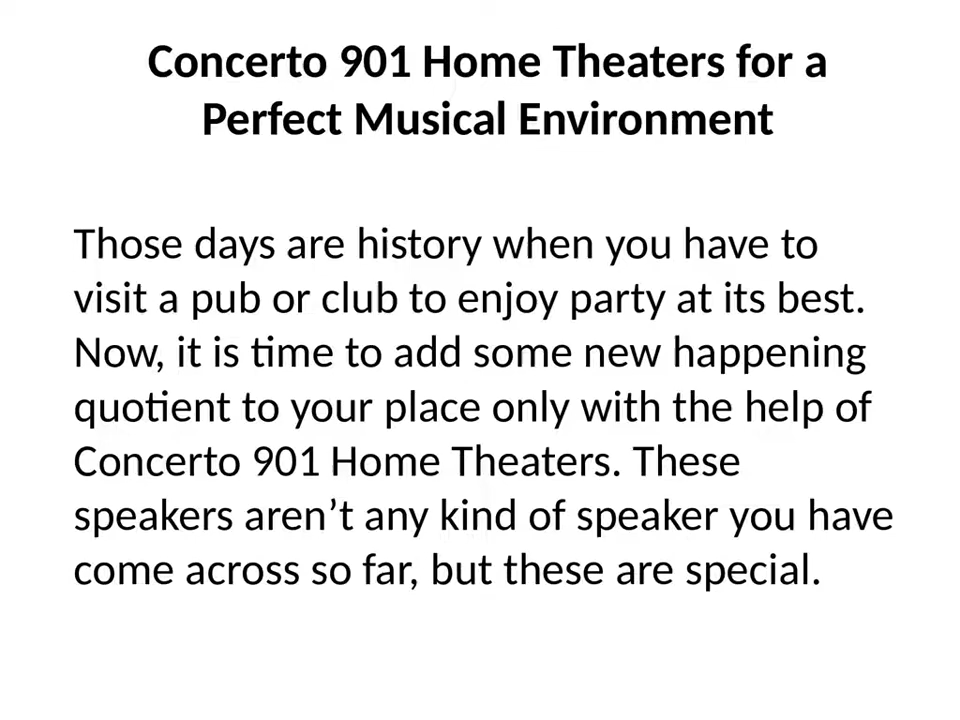 Concerto 901 Home Theaters for a
Perfect Musical Environment
Those days are history when you have to
visit a pub or club to enjoy party at its best.
Now, it is time to add some new happening
quotient to your place only with the help of
Concerto 901 Home Theaters. These
speakers aren’t any kind of speaker you have
come across so far, but these are special.